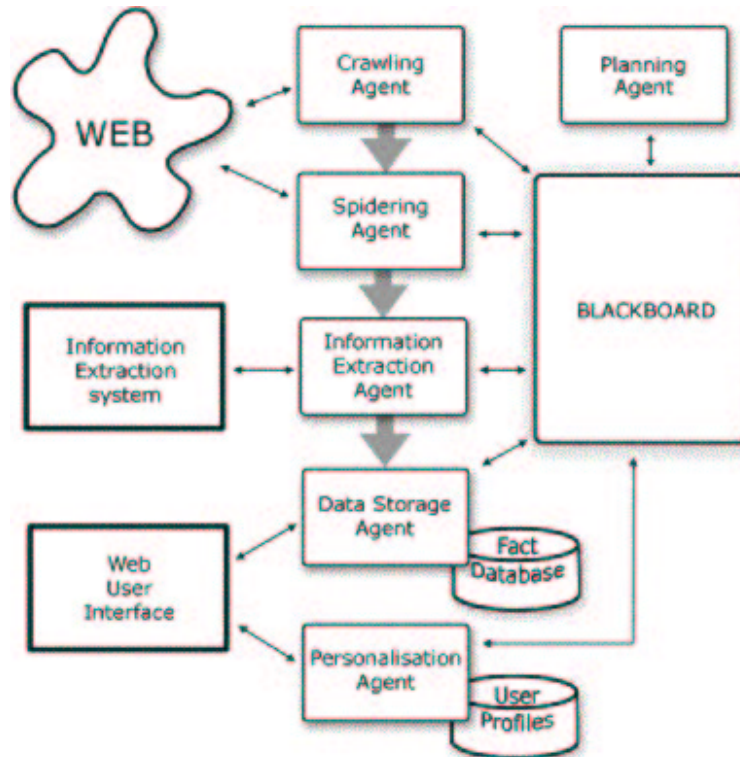 Crawling
Agent
Planning
Agent
WEB
Spidering
Agent
BLACKBOARD
Information
Extraction
system
Information
Extraction
Agent
Data Storage
Agent
Fact
Database
Web
User
Interface
Personalisation
Agent
User
Profiles